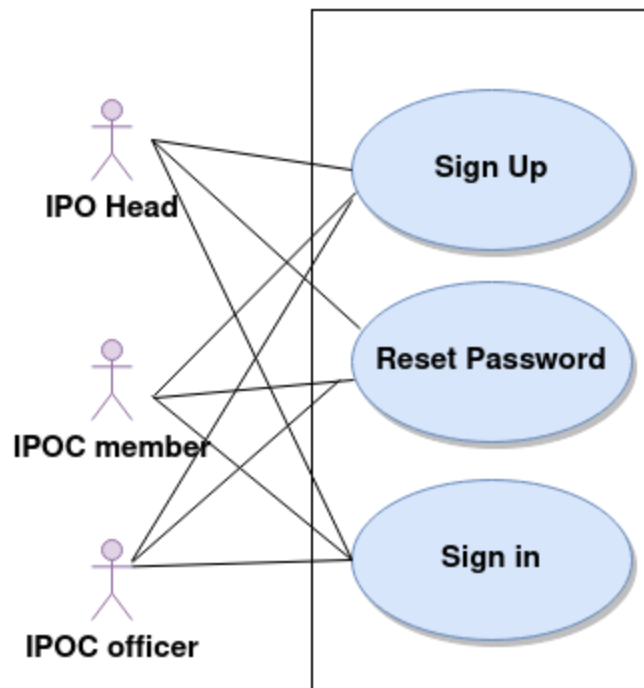 Sign Up
IPO Head
Reset Password
IPOC member
Sign in
IPOC officer